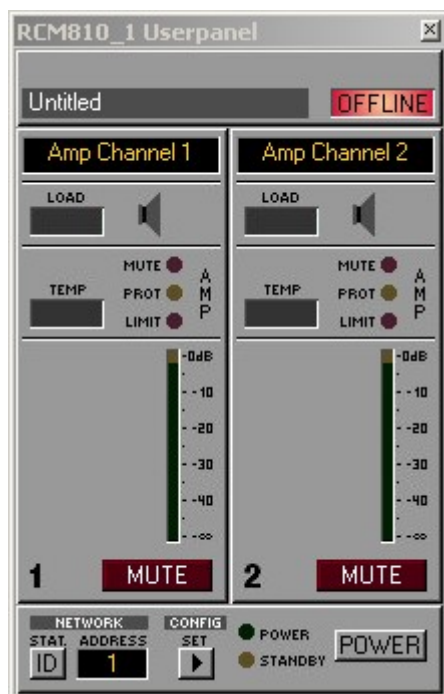 RCM810_1 Userpanel
Untitled
OFFLINE
Amp Channel 1
LOAD
MUTE
TEMP
PROT
LIMIT
AMP
-0dB
-10
-20
-30
-40
-∞
1
MUTE
Amp Channel 2
LOAD
MUTE
TEMP
PROT
LIMIT
AMP
-0dB
-10
-20
-30
-40
-∞
2
MUTE
NETWORK
STAT. ADDRESS
ID 1
CONFIG
SET
POWER
STANDBY
POWER